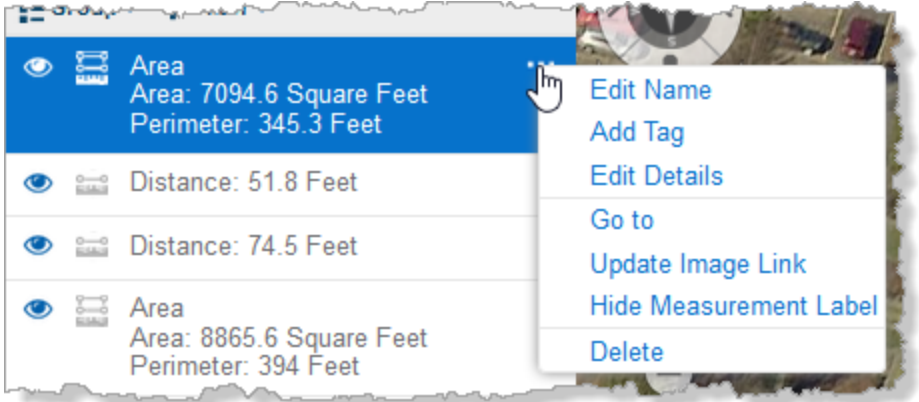 Area
Area: 7094.6 Square Feet
Perimeter: 345.3 Feet
Distance: 51.8 Feet
Distance: 74.5 Feet
Area
Area: 8865.6 Square Feet
Perimeter: 394 Feet
Edit Name
Add Tag
Edit Details
Go to
Update Image Link
Hide Measurement Label
Delete